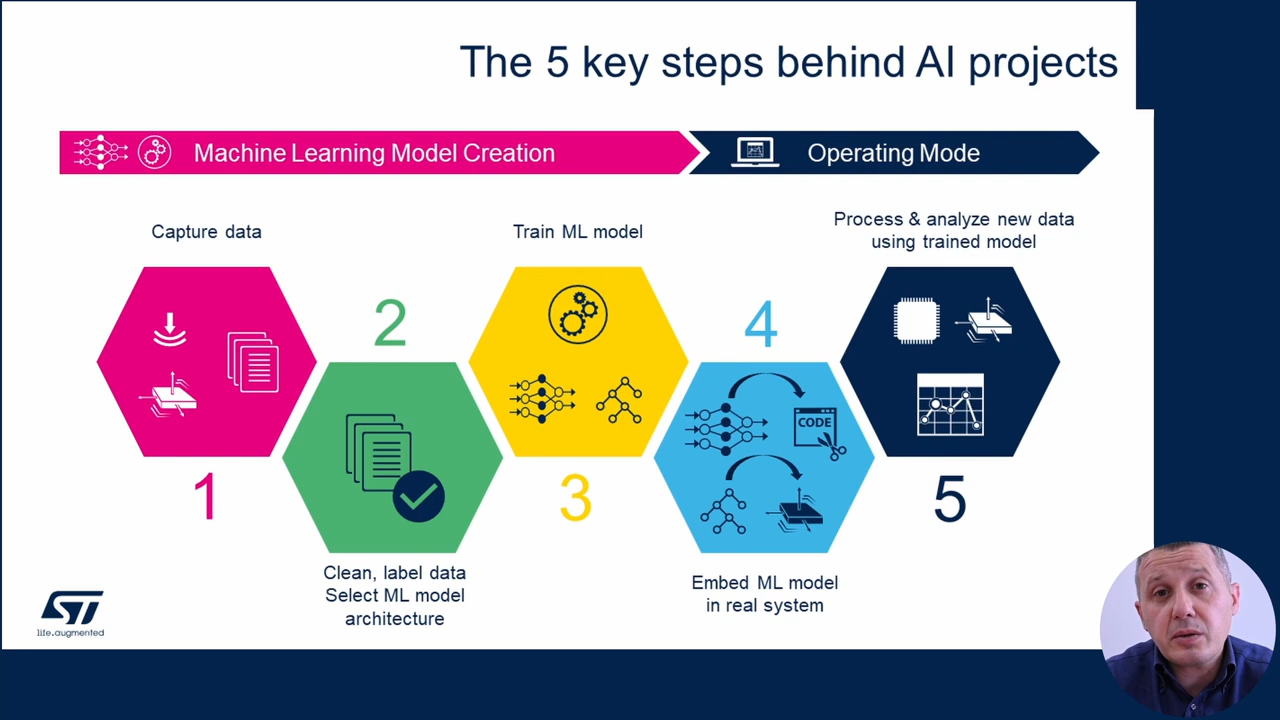 The 5 key steps behind AI projects
Machine Learning Model Creation
Operating Mode
Capture data
1
2
Clean, label data
Select ML model
architecture
Train ML model
3
4
CODE
Embed ML model
in real system
Process & analyze new data
using trained model
5
ST
life.augmented